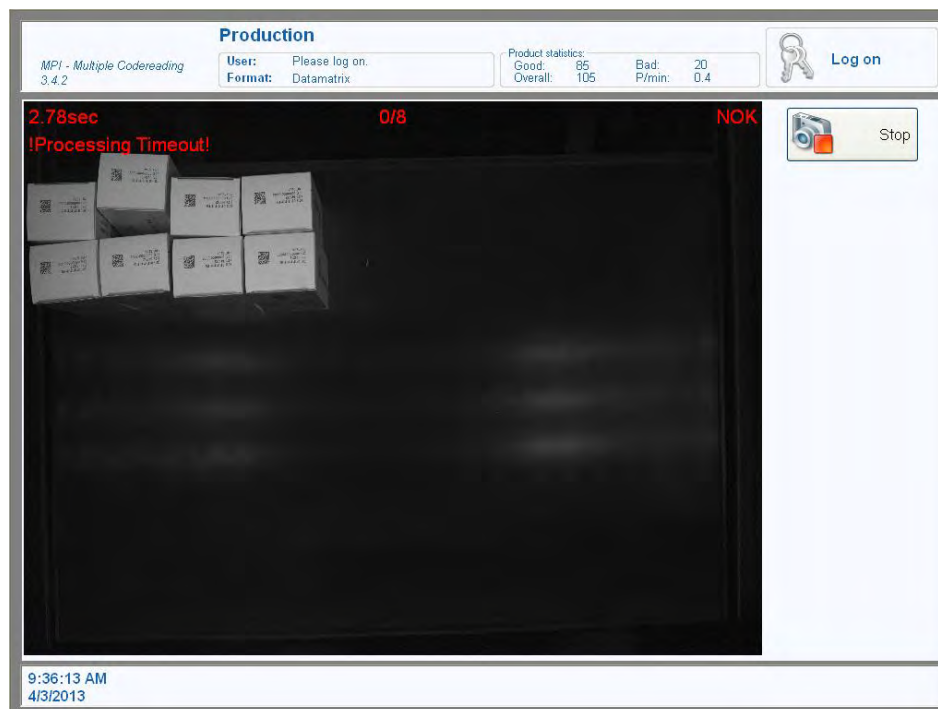 Production
MPI - Multiple Codereading
3.4.2
User: Please log on.
Format: Datamatrix
Product statistics:
Good: 85 Bad: 20
Overall: 105 P/min: 0.4
Log on
2.78sec 0/8 NOK
!Processing Timeout!
Stop
9:36:13 AM
4/3/2013